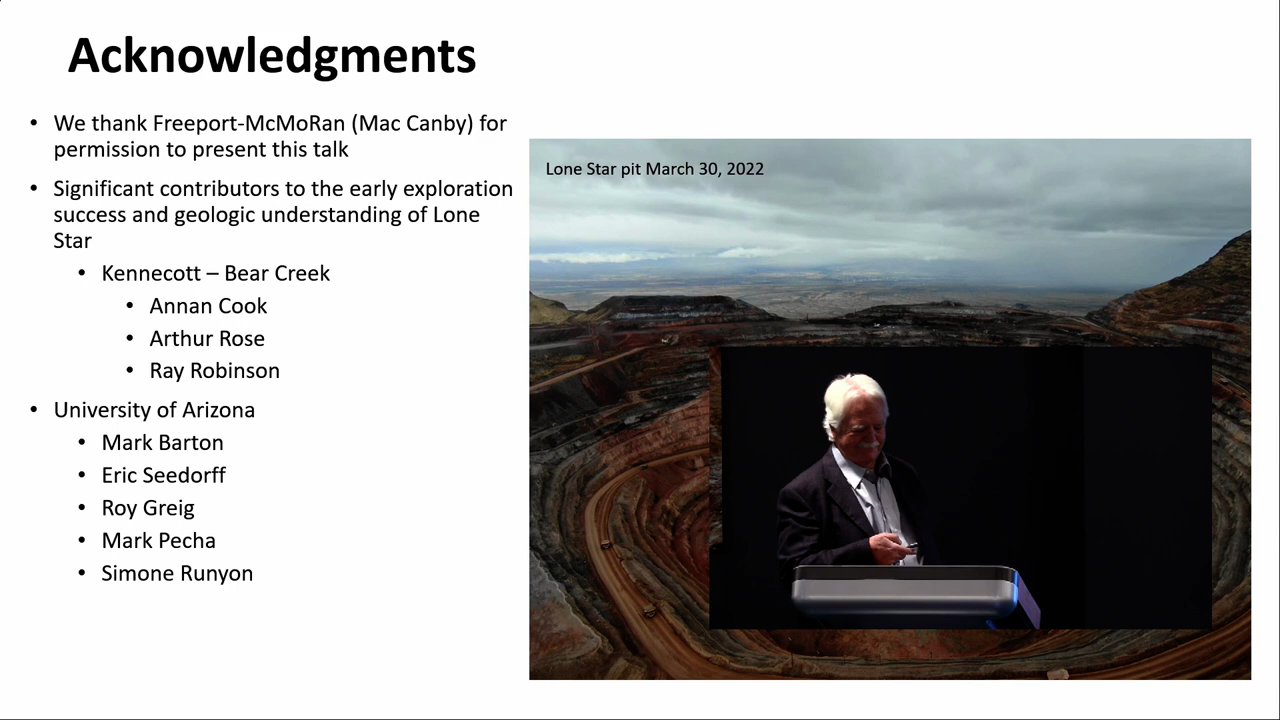 Acknowledgments
• We thank Freeport-McMoRan (Mac Canby) for
permission to present this talk
• Significant contributors to the early exploration
success and geologic understanding of Lone
Star
• Kennecott – Bear Creek
• Annan Cook
• Arthur Rose
• Ray Robinson
• University of Arizona
• Mark Barton
• Eric Seedorff
• Roy Greig
• Mark Pecha
• Simone Runyon
Lone Star pit March 30, 2022